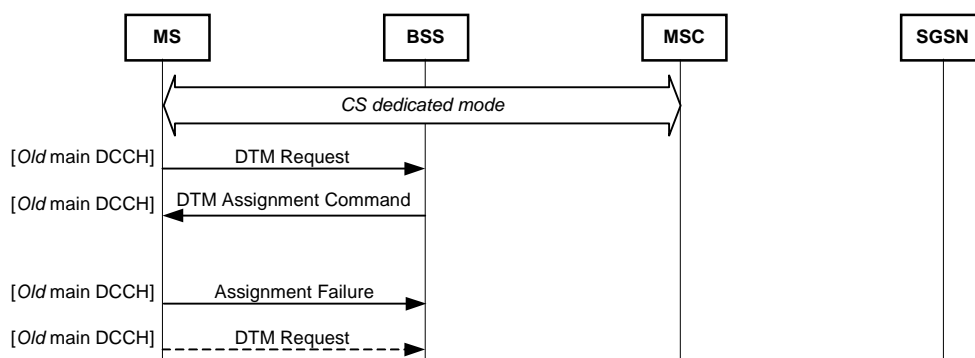 MS BSS MSC SGSN
CS dedicated mode
[Old main DCCH] DTM Request
[Old main DCCH] DTM Assignment Command
[Old main DCCH] Assignment Failure
[Old main DCCH] DTM Request